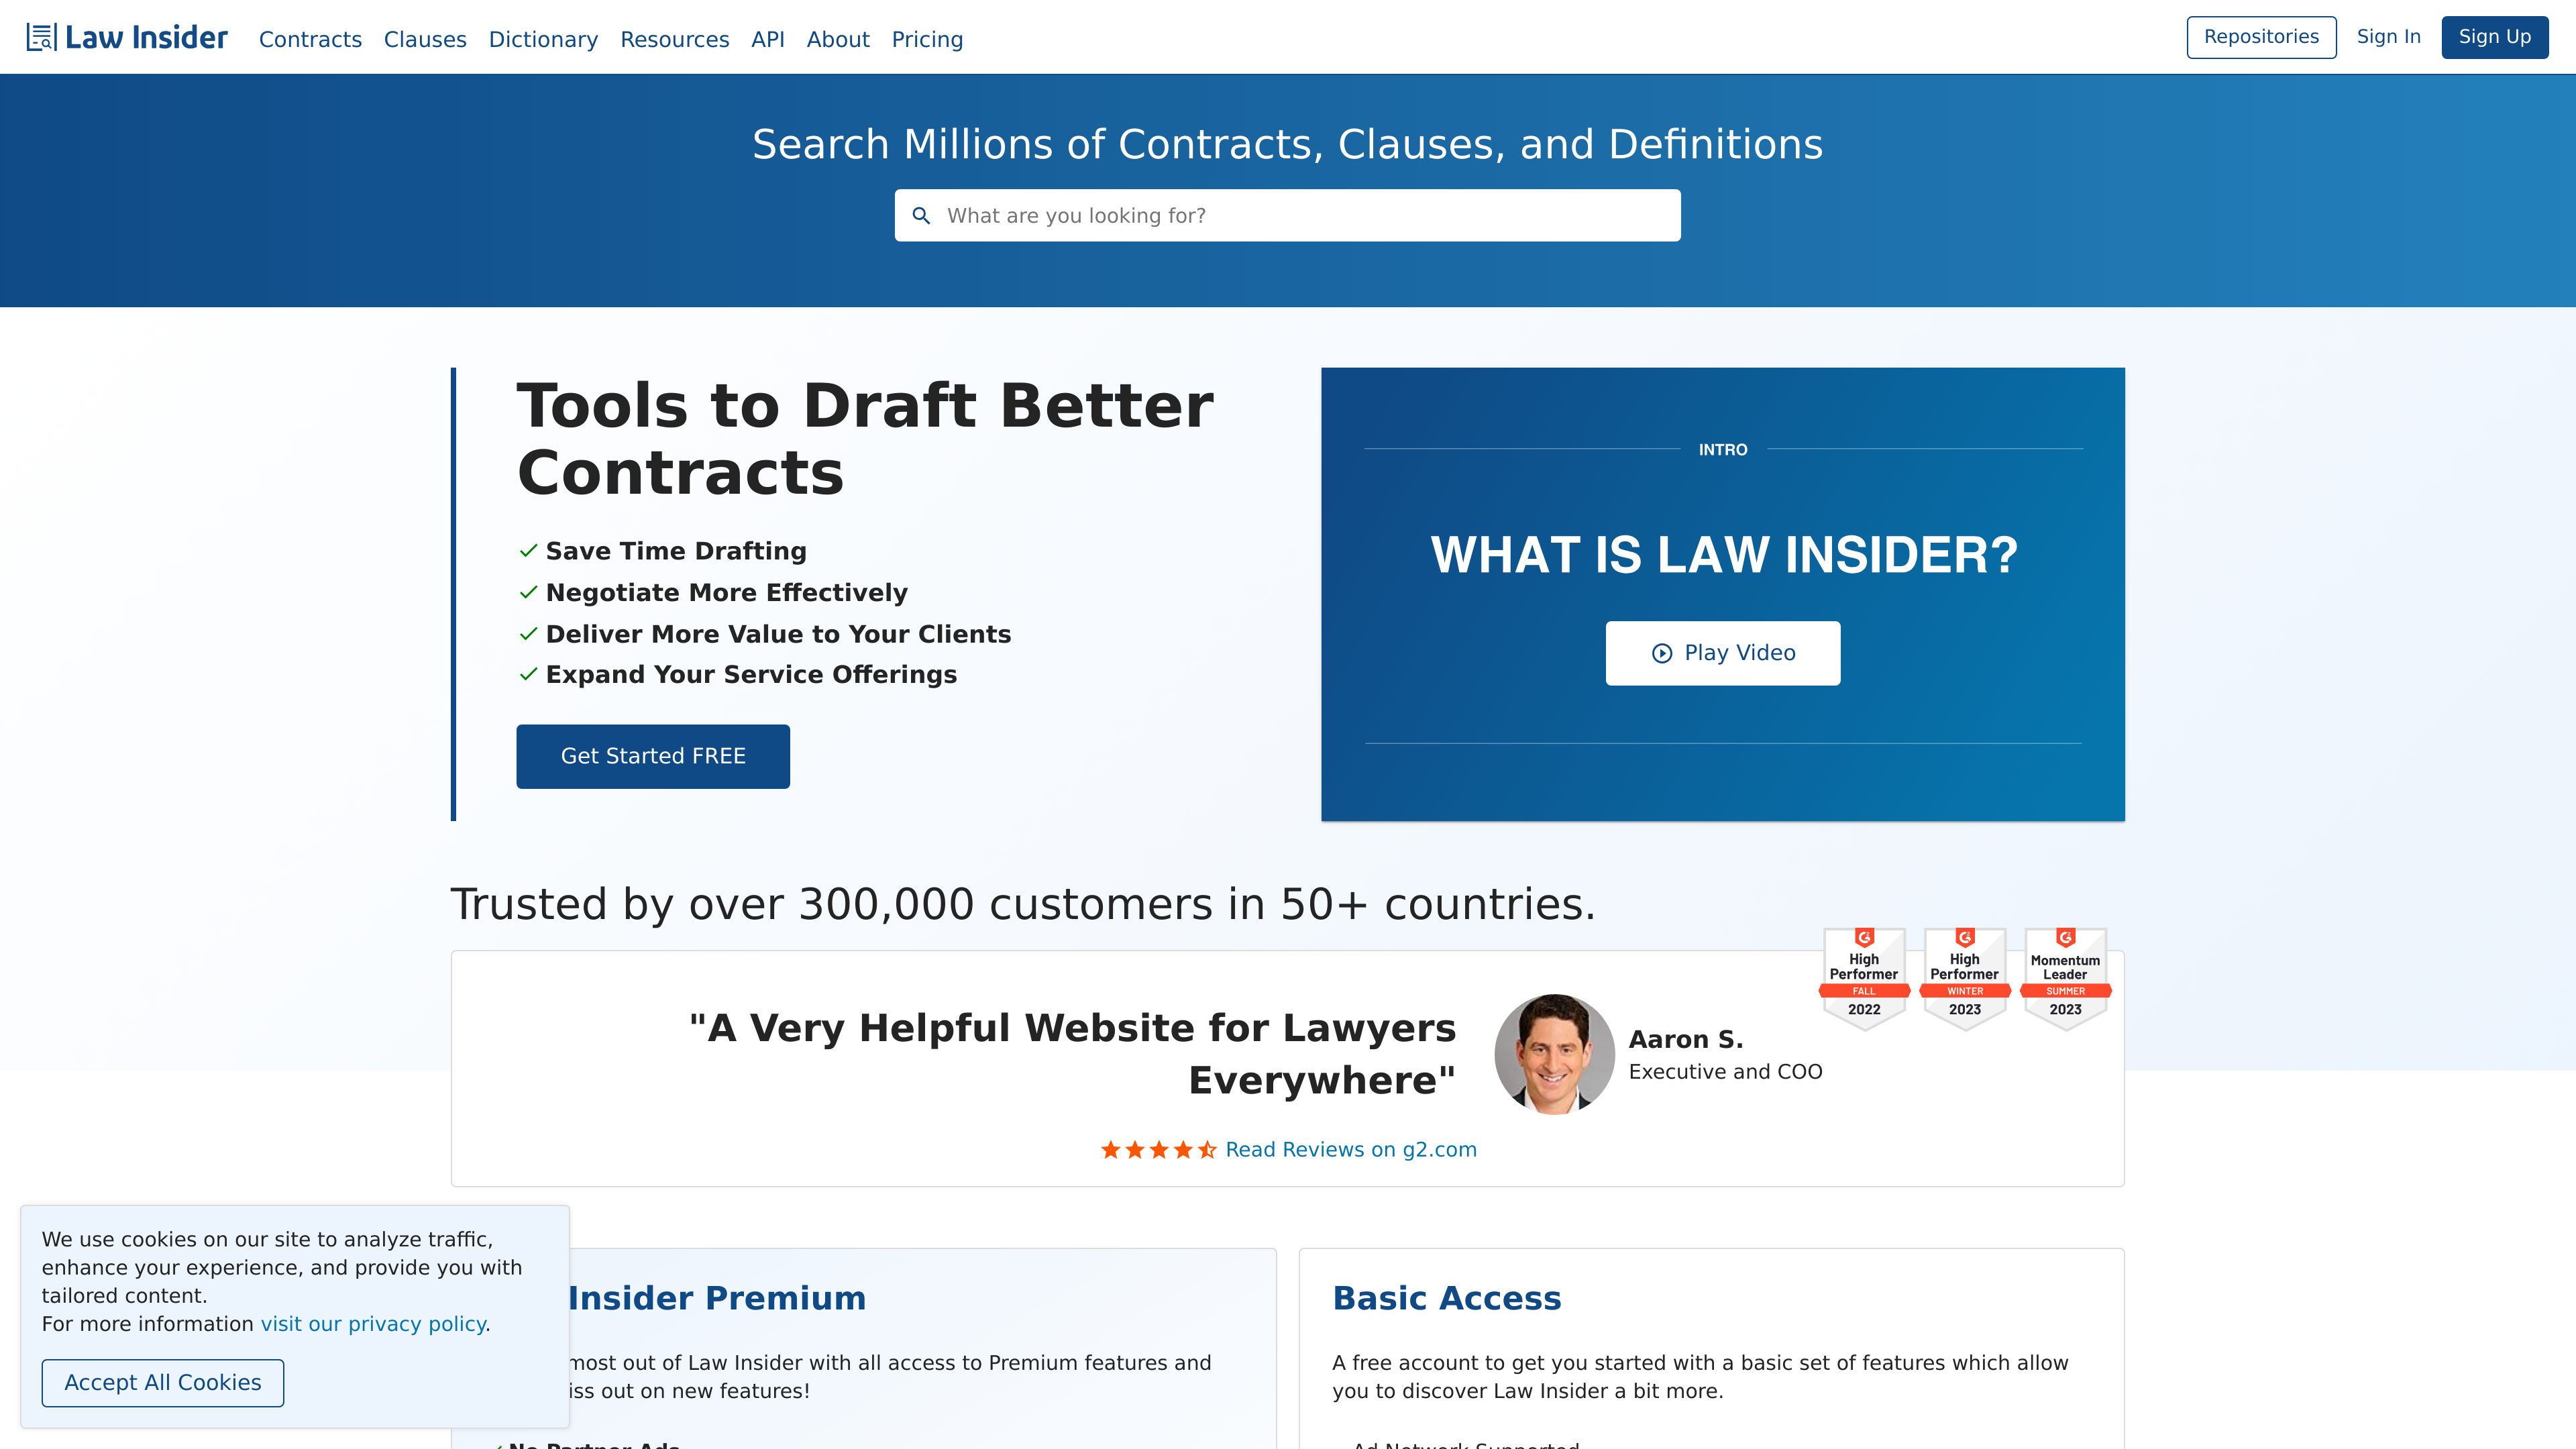 Law Insider
Contracts Clauses Dictionary Resources API About Pricing
Repositories Sign In Sign Up
Search Millions of Contracts, Clauses, and Definitions
What are you looking for?
Tools to Draft Better
Contracts
Save Time Drafting
Negotiate More Effectively
Deliver More Value to Your Clients
Expand Your Service Offerings
Get Started FREE
INTRO
WHAT IS LAW INSIDER?
Play Video
Trusted by over 300,000 customers in 50+ countries.
High
Performer
FALL
2022
High
Performer
WINTER
2023
Momentum
Leader
SUMMER
2023
"A Very Helpful Website for Lawyers
Everywhere"
Aaron S.
Executive and COO
Read Reviews on g2.com
We use cookies on our site to analyze traffic,
enhance your experience, and provide you with
tailored content.
For more information visit our privacy policy.
Accept All Cookies
Insider Premium
most out of Law Insider with all access to Premium features and
out on new features!
No Partner Ads
Basic Access
A free account to get you started with a basic set of features which allow
you to discover Law Insider a bit more.
Ad Network Supported